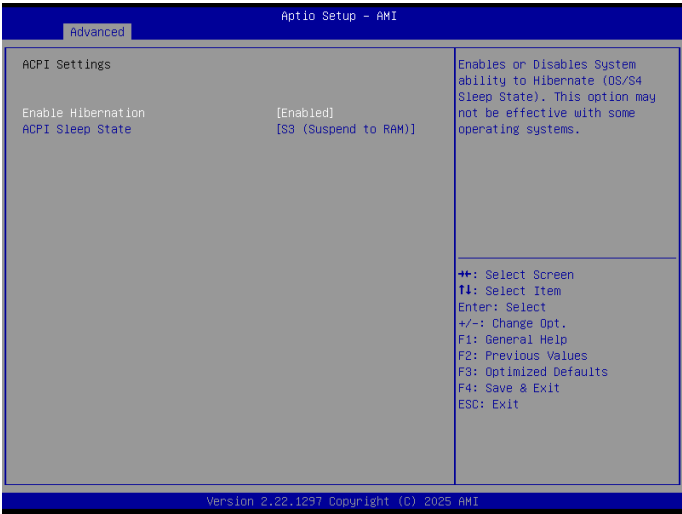 Aptio Setup – AMI
Advanced
ACPI Settings
Enable Hibernation [Enabled]
ACPI Sleep State [S3 (Suspend to RAM)]
Enables or Disables System
ability to Hibernate (OS/S4
Sleep State). This option may
not be effective with some
operating systems.
→←: Select Screen
↑↓: Select Item
Enter: Select
+/-: Change Opt.
F1: General Help
F2: Previous Values
F3: Optimized Defaults
F4: Save & Exit
ESC: Exit
Version 2.22.1297 Copyright (C) 2025 AMI